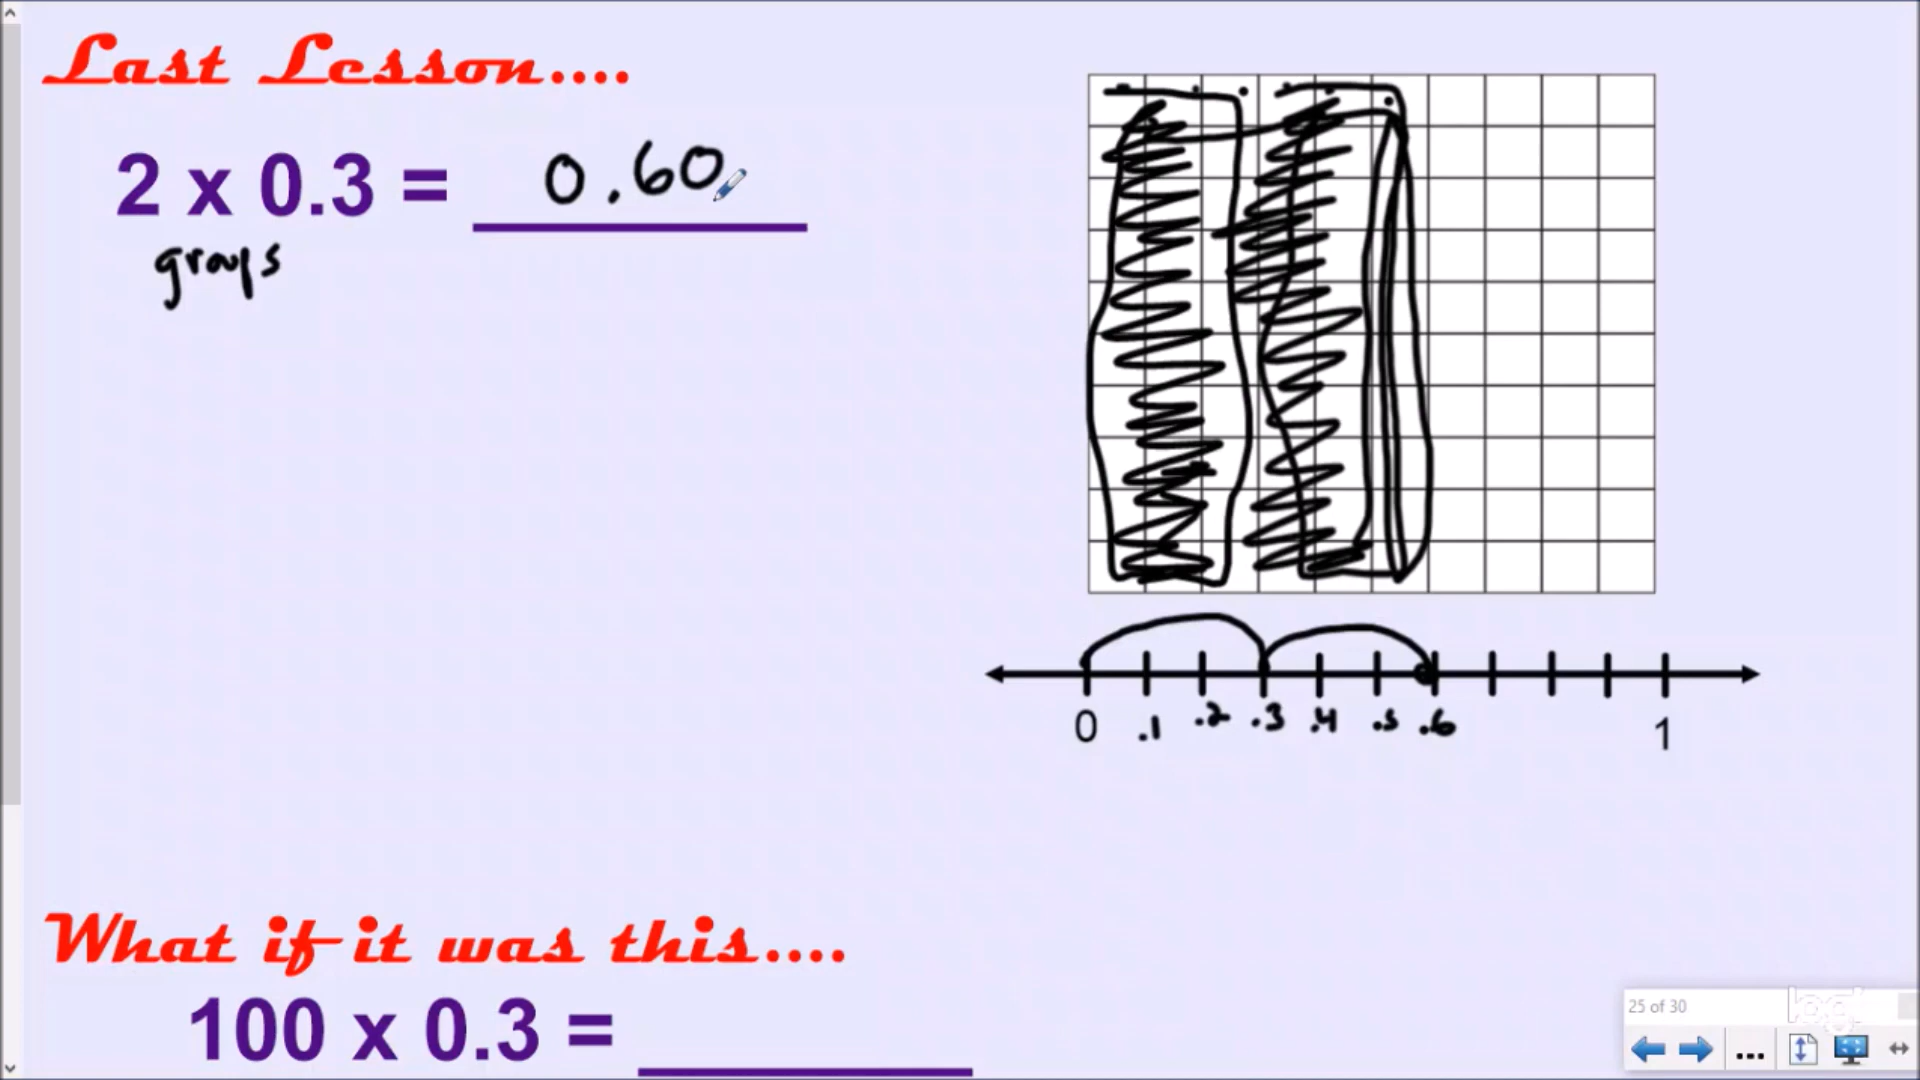 Last Lesson....
2 x 0.3 = 0.60
groups
0 .1 .2 .3 .4 .5 .6 1
What if it was this....
100 x 0.3 =
25 of 30
...